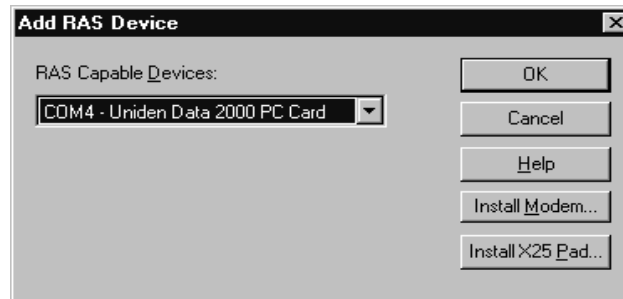 Add RAS Device
RAS Capable Devices:
COM4 - Uniden Data 2000 PC Card
OK
Cancel
Help
Install Modem...
Install X25 Pad...